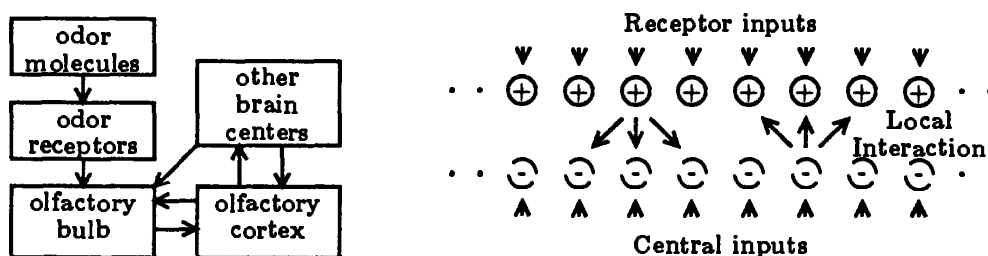 odor
molecules
odor
receptors
olfactory
bulb
other
brain
centers
olfactory
cortex
Receptor inputs
+ + + + + + + +
Local
Interaction
- - - - - - - -
Central inputs